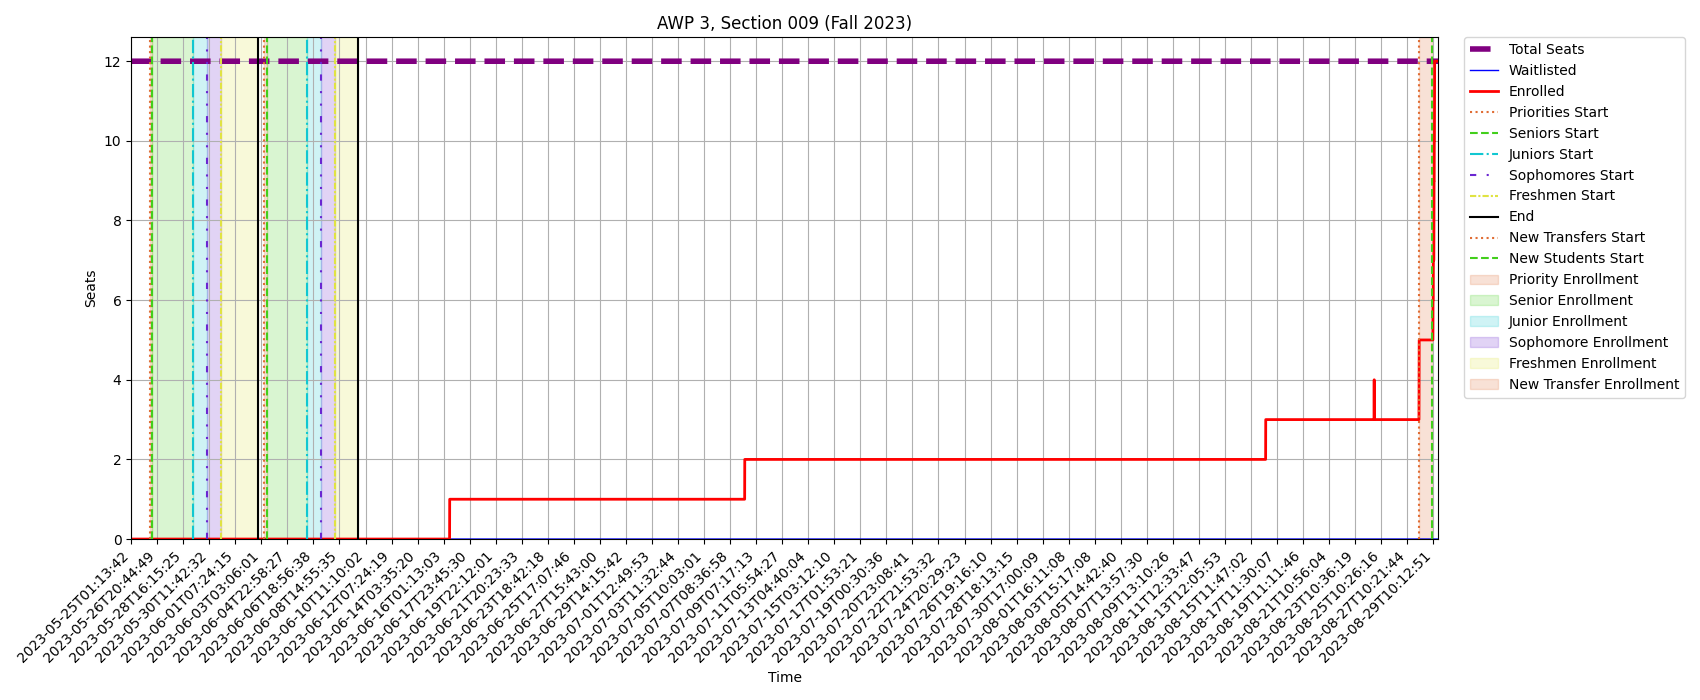 AWP 3, Section 009 (Fall 2023)
12
10
8
6
4
2
0
Seats
2023-05-25T01:13:42
2023-05-26T20:44:49
2023-05-28T16:15:25
2023-05-30T11:42:32
2023-06-01T07:24:15
2023-06-03T03:06:01
2023-06-04T22:58:27
2023-06-06T18:56:38
2023-06-08T14:55:35
2023-06-10T11:10:02
2023-06-12T07:24:19
2023-06-14T04:35:20
2023-06-16T01:13:03
2023-06-17T23:45:30
2023-06-19T22:12:01
2023-06-21T20:23:33
2023-06-23T18:42:18
2023-06-25T17:07:46
2023-06-27T15:43:00
2023-06-29T14:15:42
2023-07-01T12:49:53
2023-07-03T11:32:44
2023-07-05T10:03:01
2023-07-07T08:36:58
2023-07-09T07:17:13
2023-07-11T05:54:27
2023-07-13T04:40:04
2023-07-15T03:12:10
2023-07-17T01:53:21
2023-07-19T00:30:36
2023-07-20T23:08:41
2023-07-22T21:53:32
2023-07-24T20:29:23
2023-07-26T19:16:10
2023-07-28T18:13:15
2023-07-30T17:00:09
2023-08-01T16:11:08
2023-08-03T15:17:08
2023-08-05T14:42:40
2023-08-07T13:57:30
2023-08-09T13:10:26
2023-08-11T12:33:47
2023-08-13T12:05:53
2023-08-15T11:47:02
2023-08-17T11:30:07
2023-08-19T11:11:46
2023-08-21T10:56:04
2023-08-23T10:36:19
2023-08-25T10:26:16
2023-08-27T10:21:44
2023-08-29T10:12:51
Time
Total Seats
Waitlisted
Enrolled
Priorities Start
Seniors Start
Juniors Start
Sophomores Start
Freshmen Start
End
New Transfers Start
New Students Start
Priority Enrollment
Senior Enrollment
Junior Enrollment
Sophomore Enrollment
Freshmen Enrollment
New Transfer Enrollment